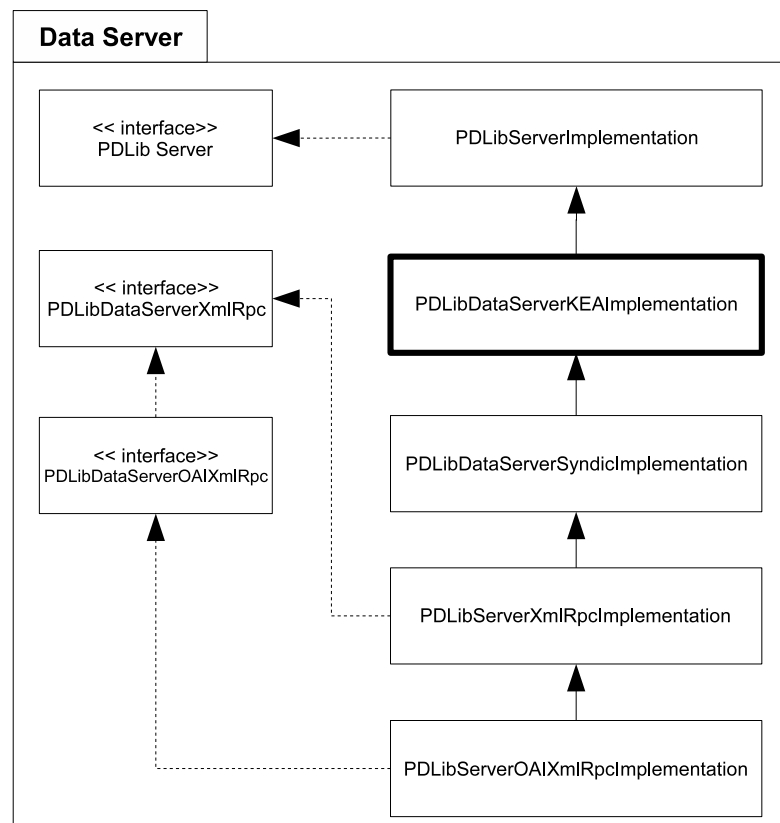 Data Server
<< interface>>
PDLib Server
PDLibServerImplementation
<< interface>>
PDLibDataServerXmlRpc
PDLibDataServerKEAImplementation
<< interface>>
PDLibDataServerOAIXmlRpc
PDLibDataServerSyndicImplementation
PDLibServerXmlRpcImplementation
PDLibServerOAIXmlRpcImplementation